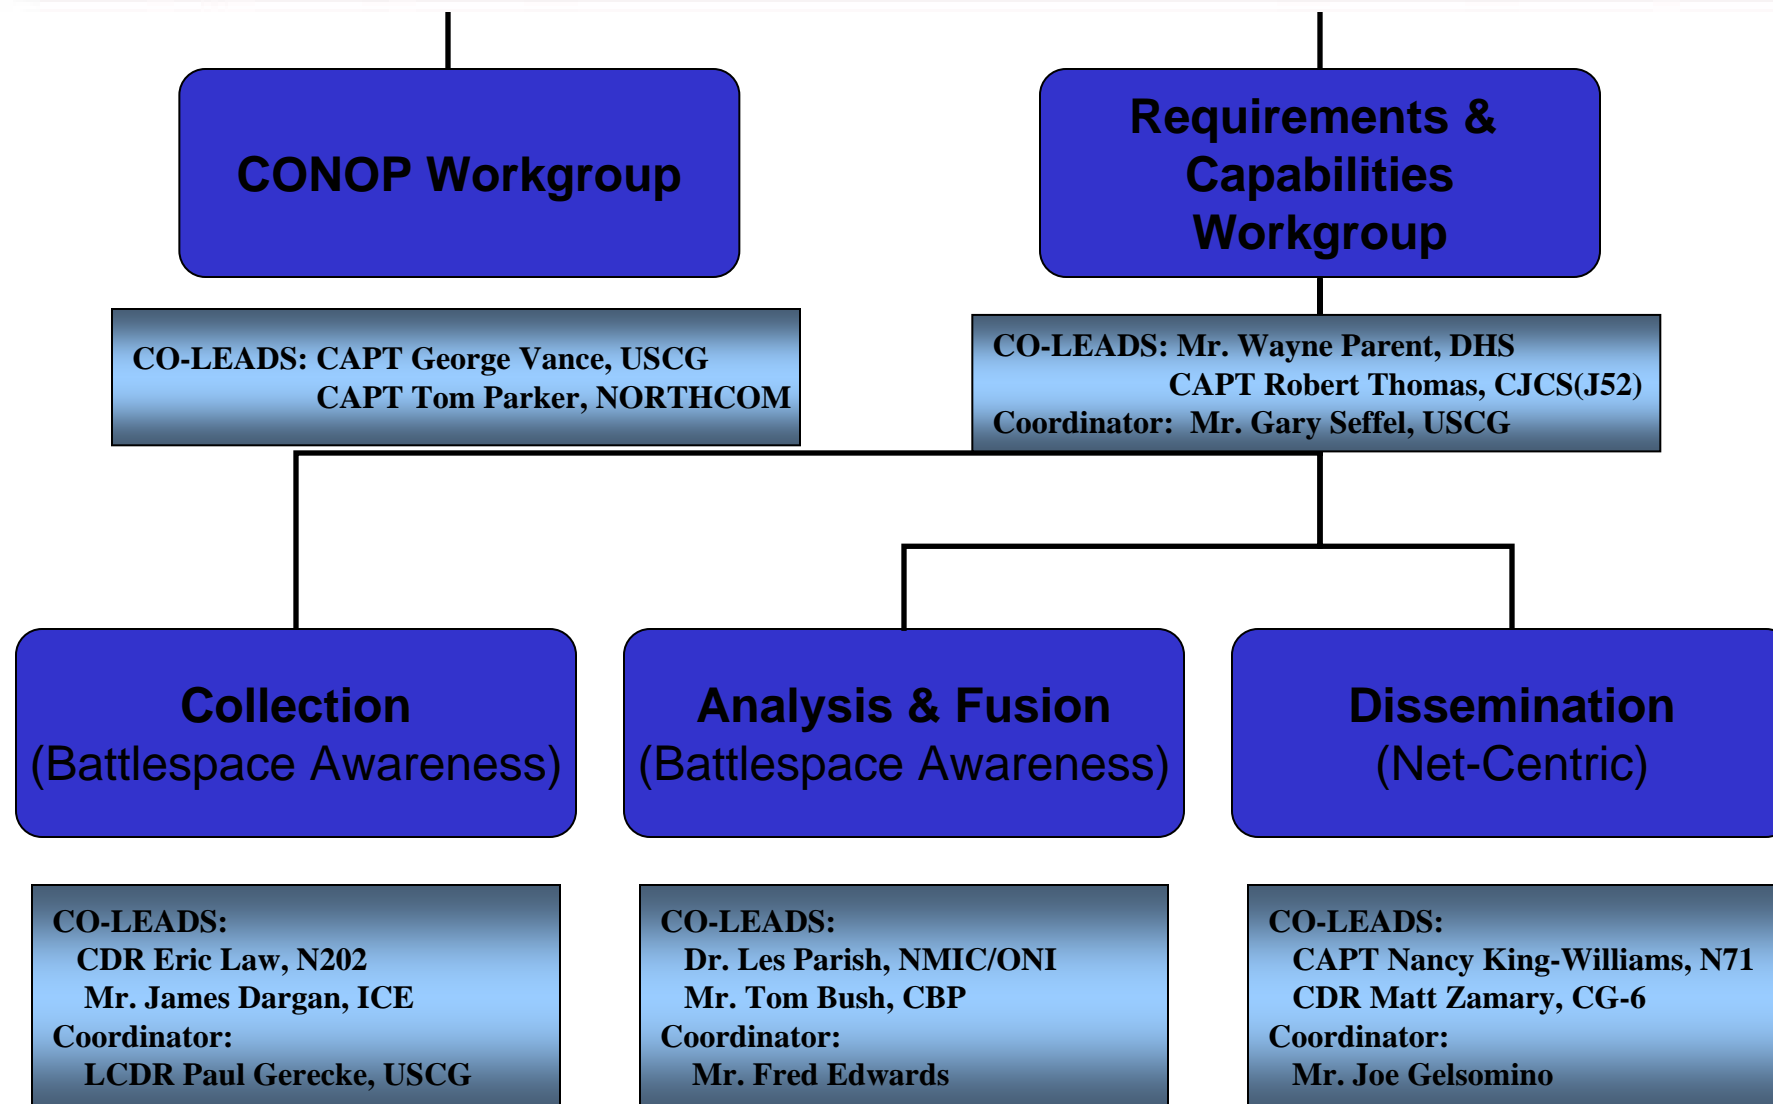 CONOP Workgroup
Requirements &
Capabilities
Workgroup
CO-LEADS: CAPT George Vance, USCG
CAPT Tom Parker, NORTHCOM
CO-LEADS: Mr. Wayne Parent, DHS
CAPT Robert Thomas, CJCS(J52)
Coordinator: Mr. Gary Seffel, USCG
Collection
(Battlespace Awareness)
Analysis & Fusion
(Battlespace Awareness)
Dissemination
(Net-Centric)
CO-LEADS:
CDR Eric Law, N202
Mr. James Dargan, ICE
Coordinator:
LCDR Paul Gerecke, USCG
CO-LEADS:
Dr. Les Parish, NMIC/ONI
Mr. Tom Bush, CBP
Coordinator:
Mr. Fred Edwards
CO-LEADS:
CAPT Nancy King-Williams, N71
CDR Matt Zamary, CG-6
Coordinator:
Mr. Joe Gelsomino